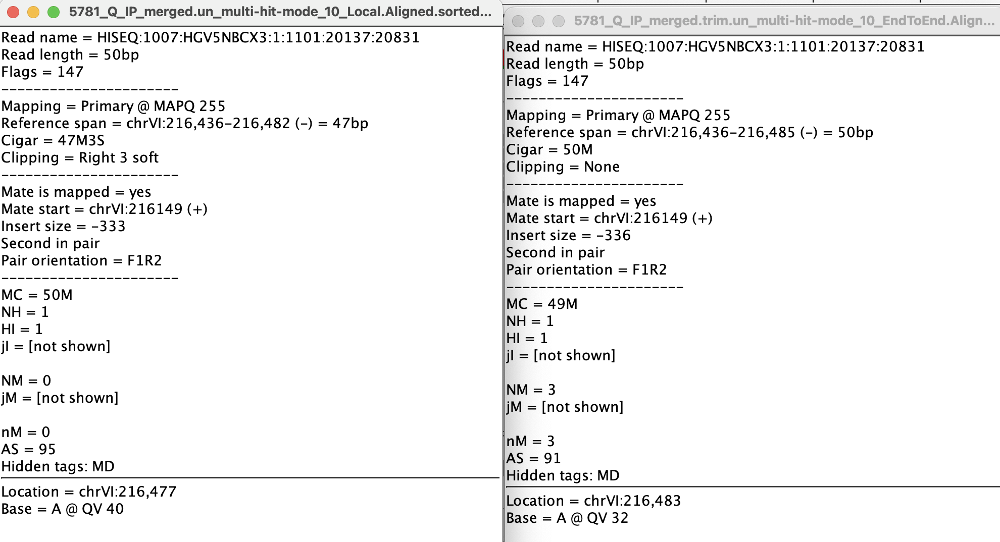 5781_Q_IP_merged.un_multi-hit-mode_10_Local.Aligned.sorted...
Read name = HISEQ:1007:HGV5NBCX3:1:1101:20137:20831
Read length = 50bp
Flags = 147
----------------------
Mapping = Primary @ MAPQ 255
Reference span = chrVI:216,436-216,482 (-) = 47bp
Cigar = 47M3S
Clipping = Right 3 soft
----------------------
Mate is mapped = yes
Mate start = chrVI:216149 (+)
Insert size = -333
Second in pair
Pair orientation = F1R2
----------------------
MC = 50M
NH = 1
HI = 1
jI = [not shown]
NM = 0
jM = [not shown]
nM = 0
AS = 95
Hidden tags: MD
Location = chrVI:216,477
Base = A @ QV 40
5781_Q_IP_merged.trim.un_multi-hit-mode_10_EndToEnd.Align...
Read name = HISEQ:1007:HGV5NBCX3:1:1101:20137:20831
Read length = 50bp
Flags = 147
----------------------
Mapping = Primary @ MAPQ 255
Reference span = chrVI:216,436-216,485 (-) = 50bp
Cigar = 50M
Clipping = None
----------------------
Mate is mapped = yes
Mate start = chrVI:216149 (+)
Insert size = -336
Second in pair
Pair orientation = F1R2
----------------------
MC = 49M
NH = 1
HI = 1
jI = [not shown]
NM = 3
jM = [not shown]
nM = 3
AS = 91
Hidden tags: MD
Location = chrVI:216,483
Base = A @ QV 32